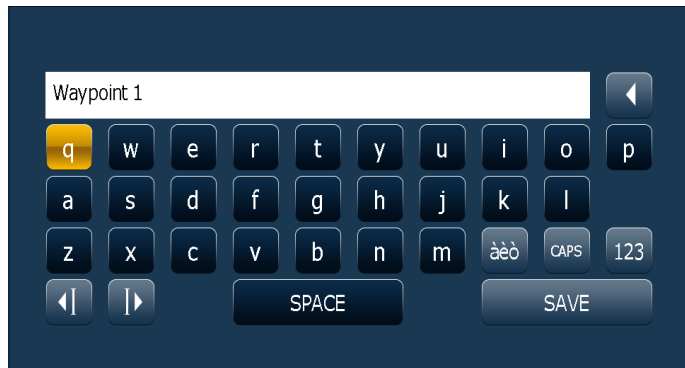 Waypoint 1
q w e r t y u i o p
a s d f g h j k l
z x c v b n m àèò CAPS 123
SPACE SAVE